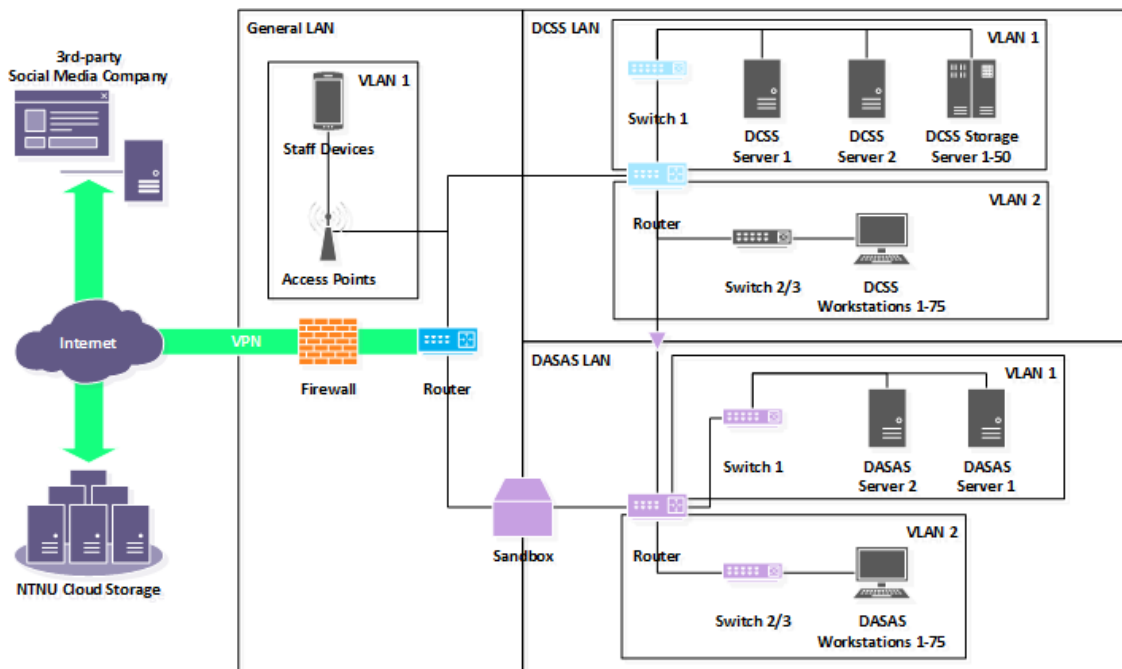 3rd-party
Social Media Company
Internet
NTNU Cloud Storage
General LAN
VLAN 1
Staff Devices
Access Points
VPN
Firewall
Router
Sandbox
DCSS LAN
VLAN 1
Switch 1
DCSS
Server 1
DCSS
Server 2
DCSS Storage
Server 1-50
Router
VLAN 2
Switch 2/3
DCSS
Workstations 1-75
DASAS LAN
VLAN 1
Switch 1
DASAS
Server 2
DASAS
Server 1
Router
VLAN 2
Switch 2/3
DASAS
Workstations 1-75